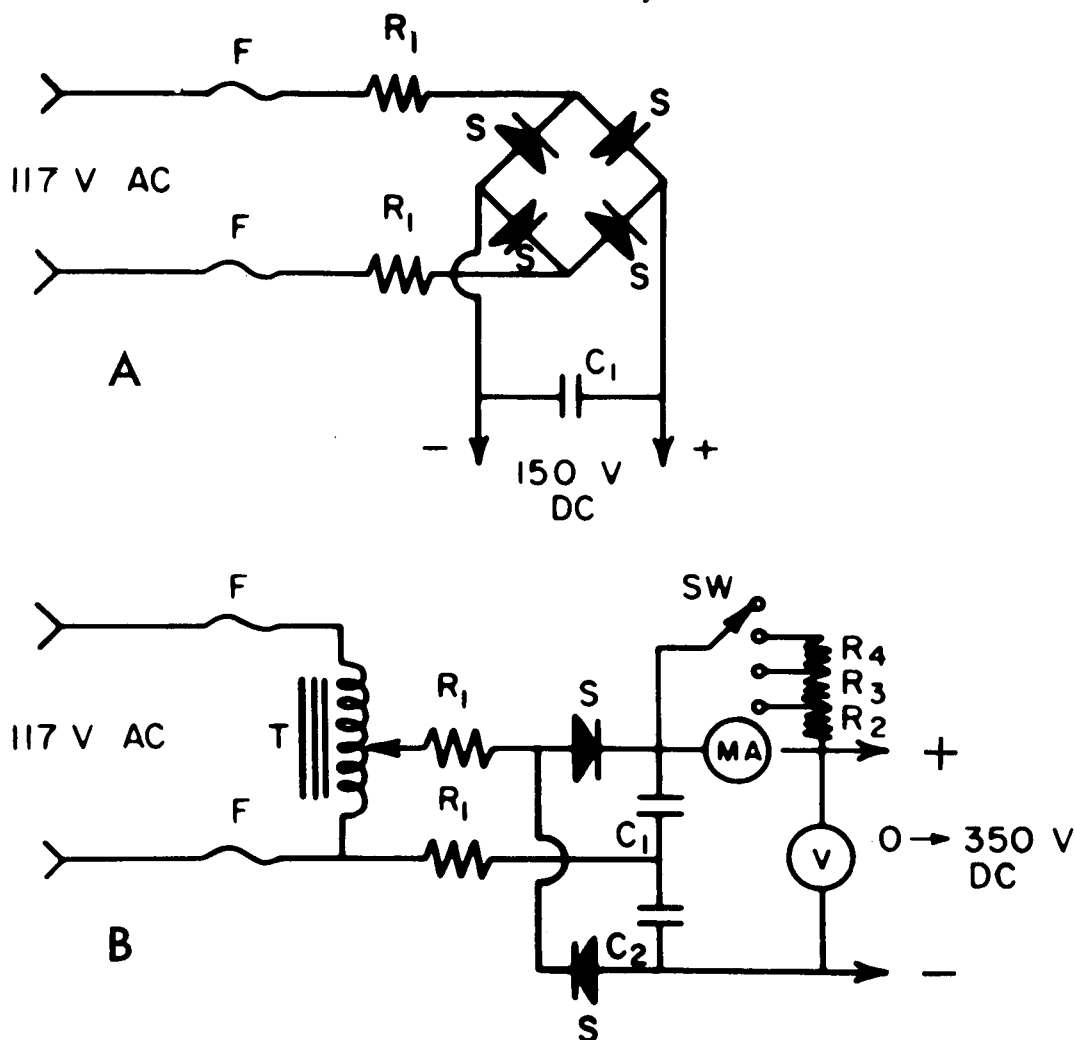 R1
F
S
S
117 V AC
R1
F
S
S
A
C1
- +
150 V
DC
F
SW
R4
R1
S
R3
R2
117 V AC
T
MA
+
R1
F
C1
V
0 → 350 V
DC
B
C2
-
S